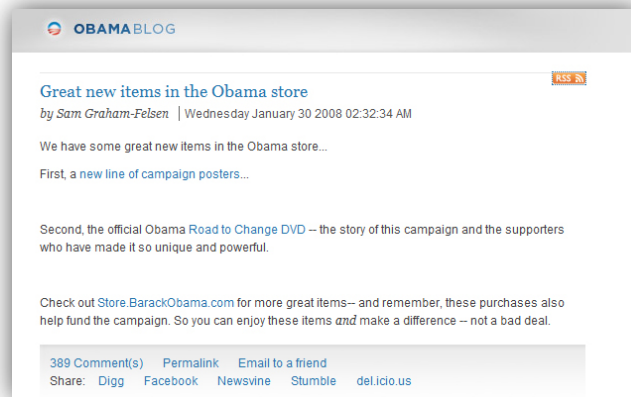 OBAMABLOG
RSS
Great new items in the Obama store
by Sam Graham-Felsen | Wednesday January 30 2008 02:32:34 AM
We have some great new items in the Obama store...
First, a new line of campaign posters...
Second, the official Obama Road to Change DVD -- the story of this campaign and the supporters
who have made it so unique and powerful.
Check out Store.BarackObama.com for more great items-- and remember, these purchases also
help fund the campaign. So you can enjoy these items and make a difference -- not a bad deal.
389 Comment(s) Permalink Email to a friend
Share: Digg Facebook Newsvine Stumble del.icio.us